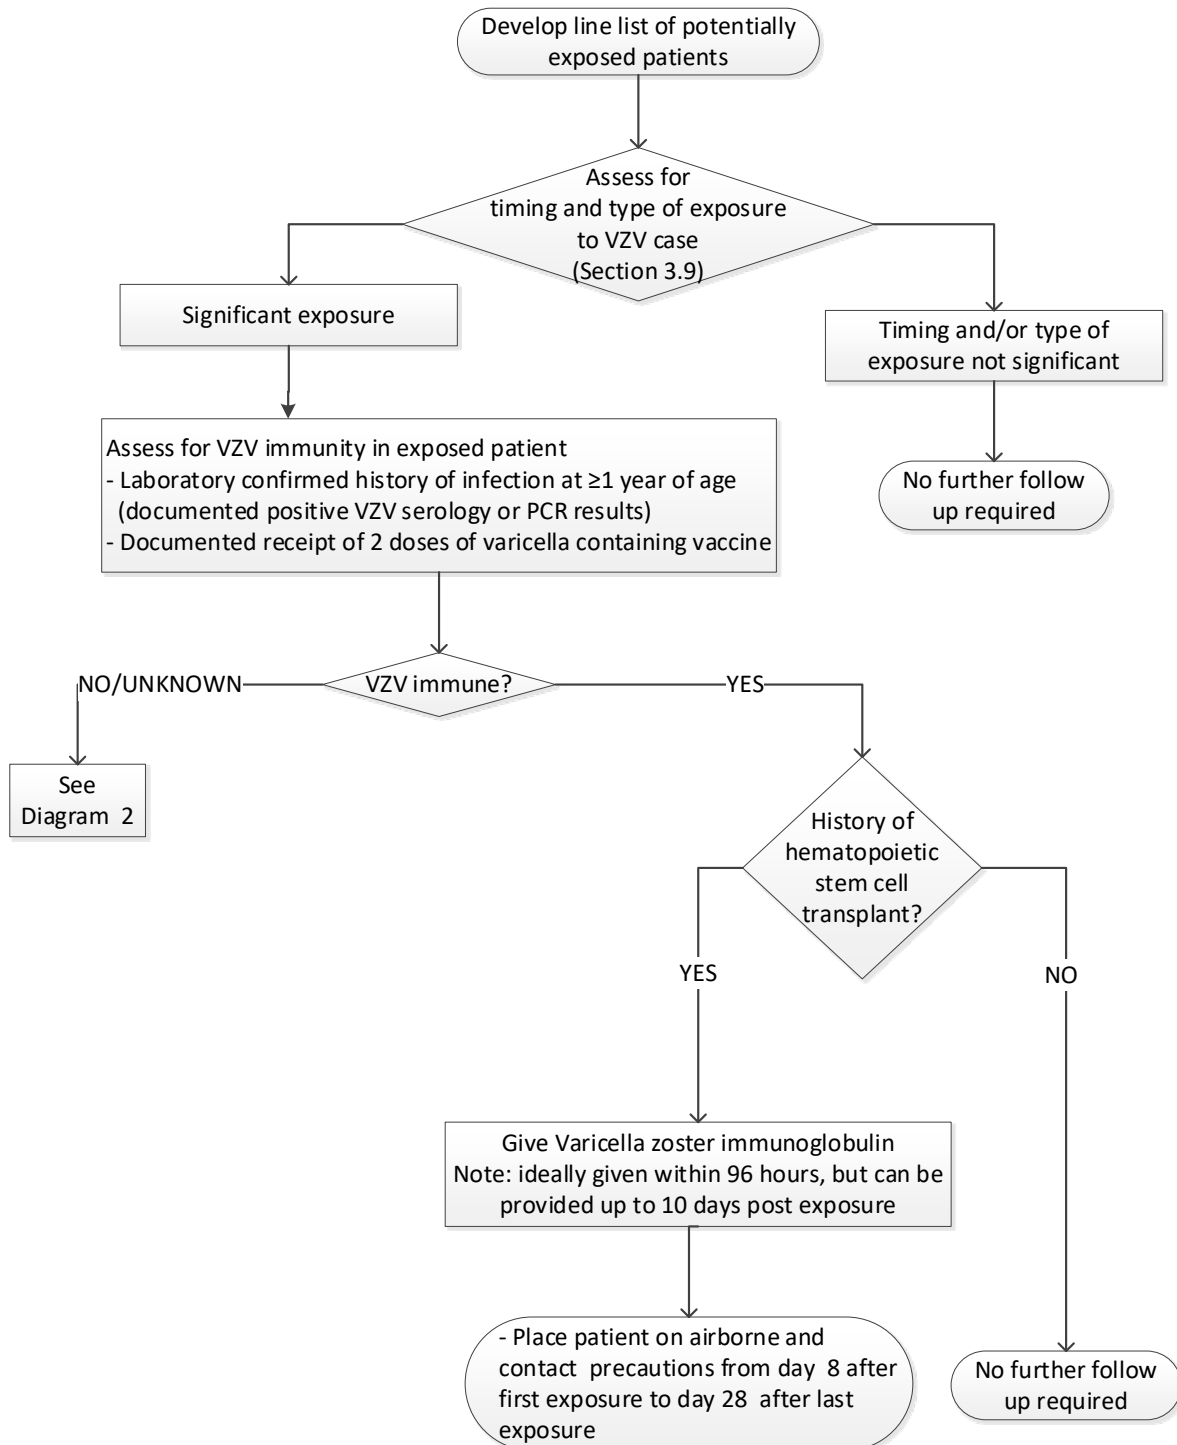 Develop line list of potentially
exposed patients
Assess for
timing and type of exposure
to VZV case
(Section 3.9)
Significant exposure
Timing and/or type of
exposure not significant
Assess for VZV immunity in exposed patient
- Laboratory confirmed history of infection at ≥1 year of age
(documented positive VZV serology or PCR results)
- Documented receipt of 2 doses of varicella containing vaccine
No further follow
up required
NO/UNKNOWN
VZV immune?
YES
See
Diagram 2
History of
hematopoietic
stem cell
transplant?
YES
NO
Give Varicella zoster immunoglobulin
Note: ideally given within 96 hours, but can be
provided up to 10 days post exposure
- Place patient on airborne and
contact precautions from day 8 after
first exposure to day 28 after last
exposure
No further follow
up required